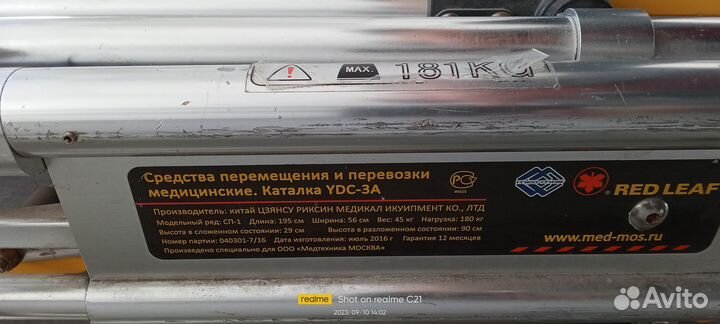 MAX. 181KG
Средства перемещения и перевозки
медицинские. Каталка YDC-3A
РСТ
ИМ25
RED LEAF
Производитель: китай ЦЗЯНСУ РИКСИН МЕДИКАЛ ИКУИПМЕНТ КО., ЛТД
Модельный ряд: СП-1 Длина: 195 см Ширина: 56 см Вес: 45 кг Нагрузка: 180 кг
Высота в сложенном состоянии: 29 см Высота в разложенном состоянии: 90 см
Номер партии: 040301-7/16 Дата изготовления: июль 2016 г Гарантия 12 месяцев
Произведено специально для ООО «Медтехника МОСКВА»
www.med-mos.ru
realme Shot on realme C21
2023/09/10 14:02
Avito